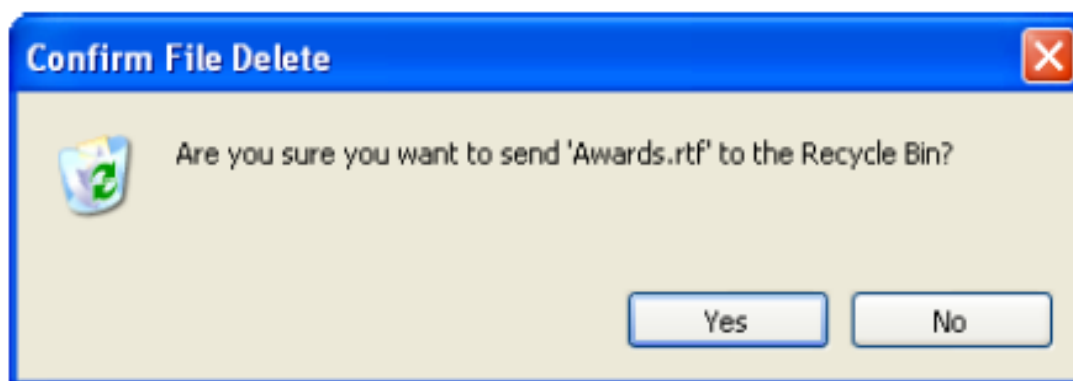 Confirm File Delete
Are you sure you want to send 'Awards.rtf' to the Recycle Bin?
Yes No